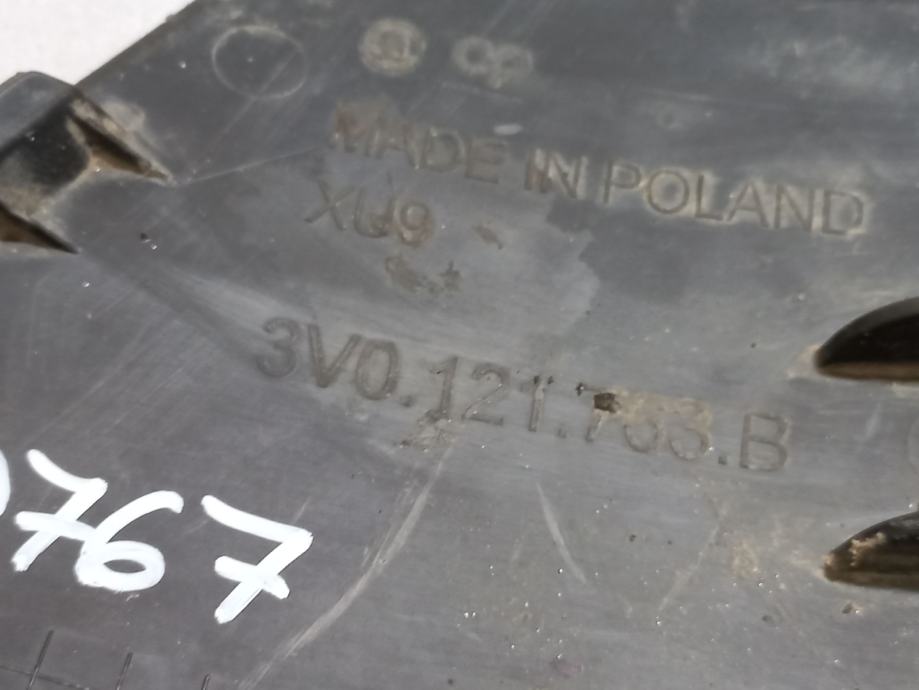 MADE IN POLAND
XU9
3V0.121.763.B
767